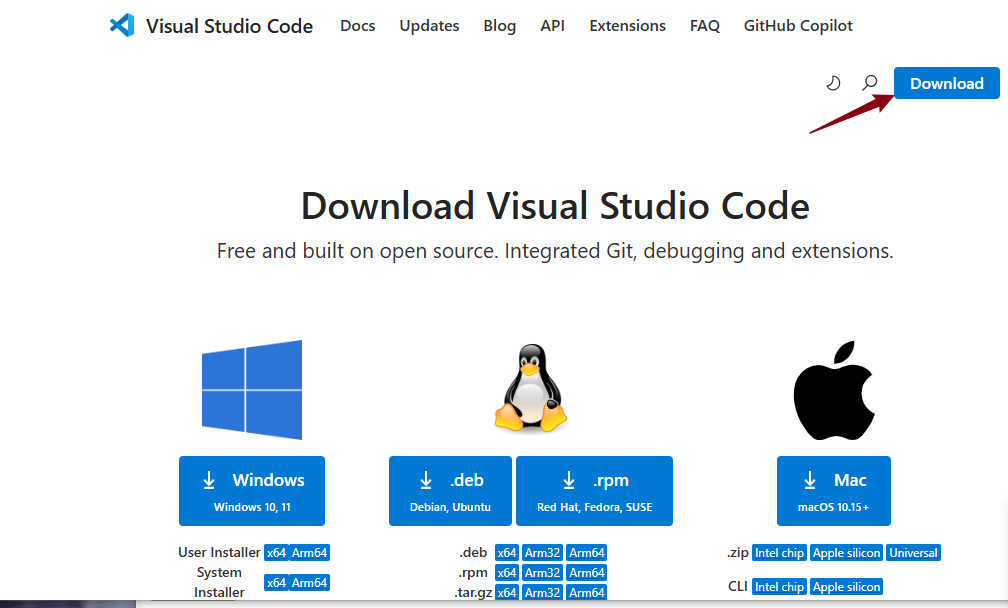 Visual Studio Code Docs Updates Blog API Extensions FAQ GitHub Copilot
Download
Download Visual Studio Code
Free and built on open source. Integrated Git, debugging and extensions.
Windows
Windows 10, 11
.deb
Debian, Ubuntu
.rpm
Red Hat, Fedora, SUSE
Mac
macOS 10.15+
User Installer x64 Arm64
System
Installer x64 Arm64
.deb x64 Arm32 Arm64
.rpm x64 Arm32 Arm64
.tar.gz x64 Arm32 Arm64
.zip Intel chip Apple silicon Universal
CLI Intel chip Apple silicon